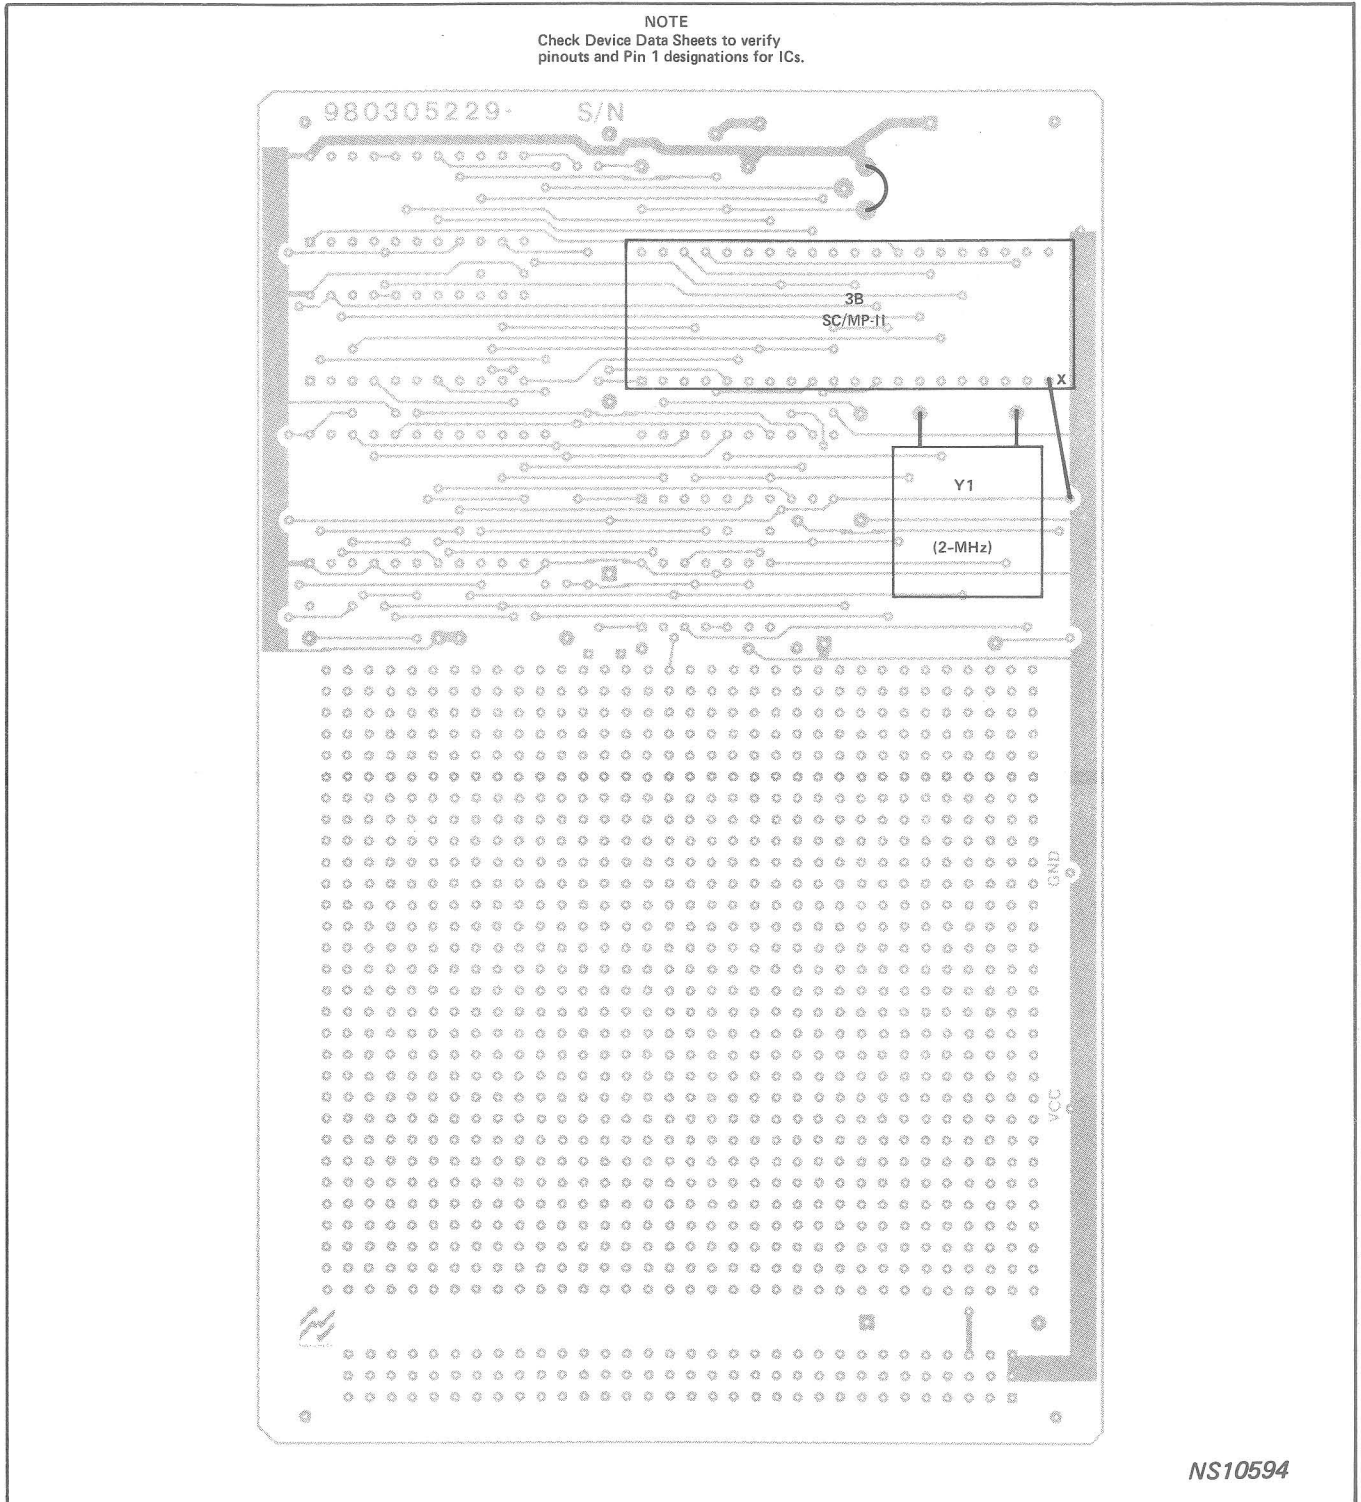 NOTE
Check Device Data Sheets to verify
pinouts and Pin 1 designations for ICs.
980305229-
S/N
3B
SC/MP-II
X
Y1
(2-MHz)
GND
VCC
NS10594